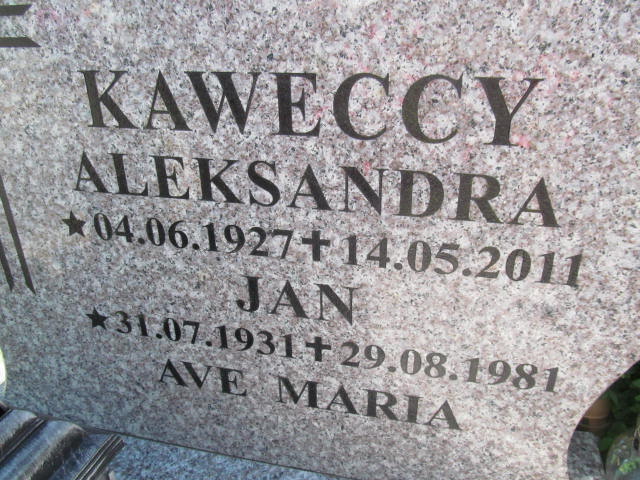 KAWECCY
ALEKSANDRA
★04.06.1927✝14.05.2011
JAN
★31.07.1931✝29.08.1981
AVE MARIA